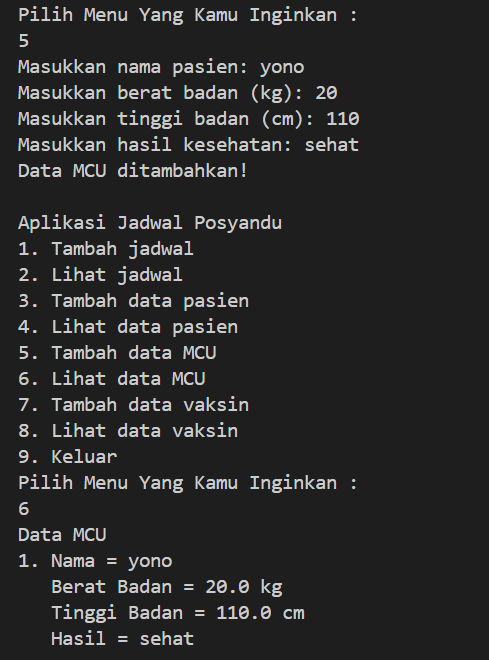 Pilih Menu Yang Kamu Inginkan :
5
Masukkan nama pasien: yono
Masukkan berat badan (kg): 20
Masukkan tinggi badan (cm): 110
Masukkan hasil kesehatan: sehat
Data MCU ditambahkan!

Aplikasi Jadwal Posyandu
1. Tambah jadwal
2. Lihat jadwal
3. Tambah data pasien
4. Lihat data pasien
5. Tambah data MCU
6. Lihat data MCU
7. Tambah data vaksin
8. Lihat data vaksin
9. Keluar
Pilih Menu Yang Kamu Inginkan :
6
Data MCU
1. Nama = yono
   Berat Badan = 20.0 kg
   Tinggi Badan = 110.0 cm
   Hasil = sehat